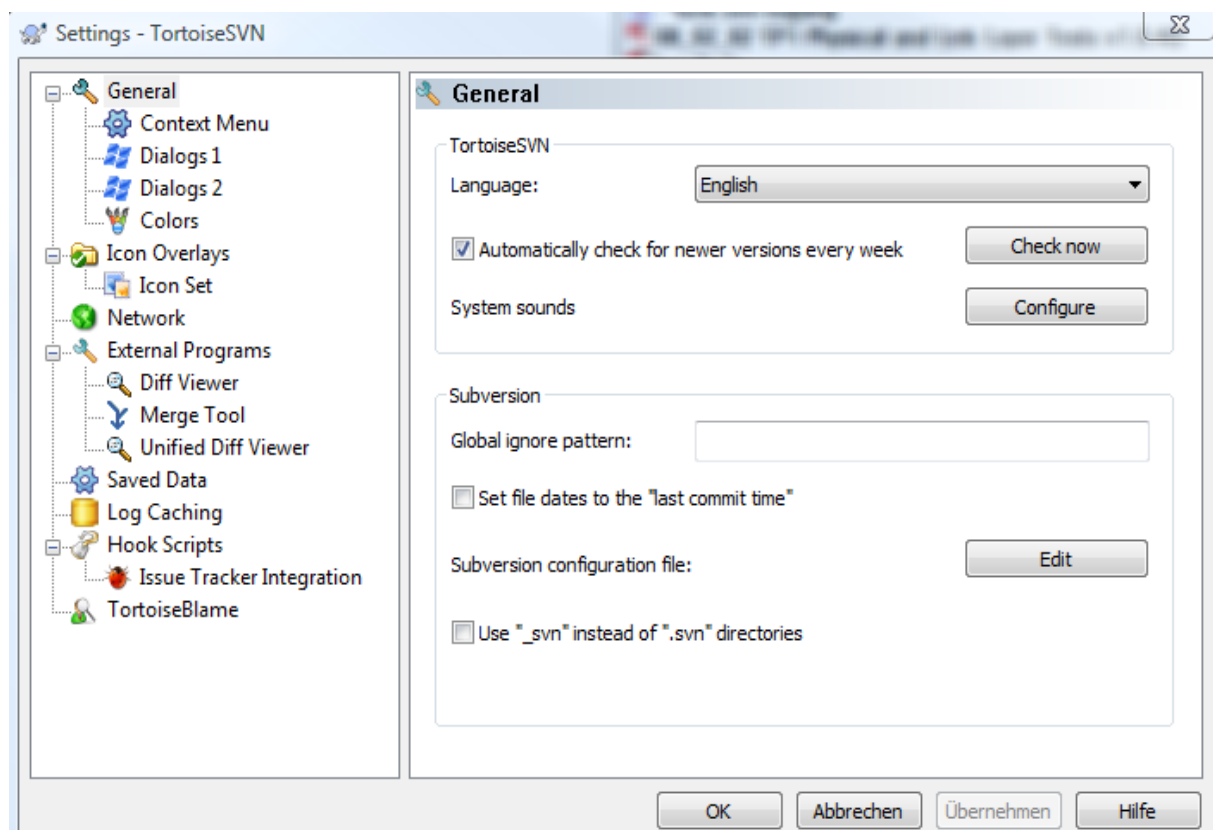 Settings - TortoiseSVN
General
Context Menu
Dialogs 1
Dialogs 2
Colors
Icon Overlays
Icon Set
Network
External Programs
Diff Viewer
Merge Tool
Unified Diff Viewer
Saved Data
Log Caching
Hook Scripts
Issue Tracker Integration
TortoiseBlame
General
TortoiseSVN
Language: English
Automatically check for newer versions every week Check now
System sounds Configure
Subversion
Global ignore pattern:
Set file dates to the "last commit time"
Subversion configuration file: Edit
Use "_svn" instead of ".svn" directories
OK Abbrechen Übernehmen Hilfe